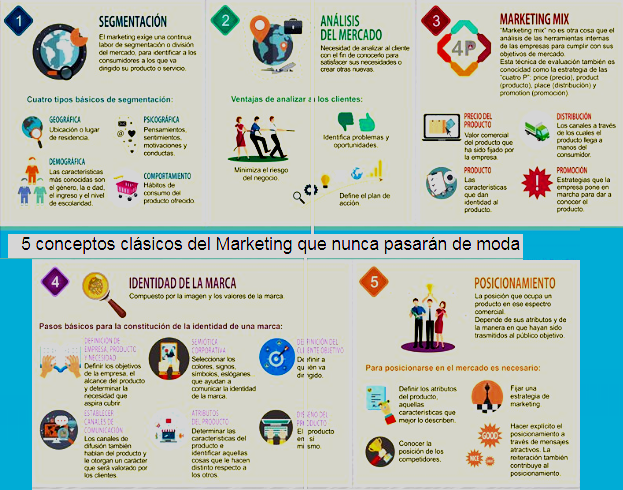 1
SEGMENTACIÓN
El marketing exige una continua
labor de segmentación o división
del mercado, para identificar a los
consumidores a los que va
dirigido su producto o servicio.
Cuatro tipos básicos de segmentación:
GEOGRÁFICA
Ubicación o lugar
de residencia.
PSICOGRÁFICA
Pensamientos,
sentimientos,
motivaciones y
conductas.
DEMOGRÁFICA
Las características
más conocidas son
el género, la edad,
el ingreso y el nivel
de escolaridad.
COMPORTAMIENTO
Hábitos de
consumo del
producto ofrecido
2
ANÁLISIS
DEL MERCADO
Necesidad de analizar al cliente
con el fin de conocerlo para
satisfacer sus necesidades o
crear otras nuevas.
Ventajas de analizar a los clientes:
Identifica problemas y
oportunidades.
Minimiza el riesgo
del negocio.
Define el plan de
acción
3
4P
MARKETING MIX
"Marketing mix" no es otra cosa que el
análisis de las herramientas internas
de las empresas para cumplir con sus
objetivos de mercado.
Esta técnica de evaluación también es
conocida como la estrategia de las
"cuatro P": price (precio), product
(producto), place (distribución) y
promotion (promoción).
PRECIO DEL
PRODUCTO
Valor comercial
del producto que
ha sido fijado por
la empresa.
DISTRIBUCIÓN
Los canales a través
de los cuales el
producto llega a
manos del
consumidor.
PRODUCTO
Las
características
que dan
identidad al
producto.
PROMOCIÓN
Estrategias que la
empresa pone en
marcha para dar a
conocer el
producto.
5 conceptos clásicos del Marketing que nunca pasarán de moda
4
IDENTIDAD DE LA MARCA
Compuesto por la imagen y los valores de la marca
Pasos básicos para la constitución de la identidad de una marca:
DEFINICIÓN DE
EMPRESA, PRODUCTO
Y NECESIDAD
Definir los objetivos
de la empresa, el
alcance del producto
y determinar la
necesidad que
aspira cubrir
SEMIÓTICA
CORPORATIVA
Seleccionar los
colores, signos,
símbolos, eslóganes
que ayudan a
comunicar la identidad
de la marca.
DEFINICIÓN DEL
CLIENTE OBJETIVO
Definir a
quién va
dirigido.
ESTABLECER
CANALES DE
COMUNICACIÓN
Los canales de
difusión también
hablan del producto y
le otorgan un carácter
que será valorado por
los clientes
ATRIBUTOS
DEL PRODUCTO
Determinar las
características del
producto e
identificar aquellas
cosas que le hacen
distinto respecto a
los otros.
DISEÑO DEL
PRODUCTO
El producto
en sí
mismo.
5
POSICIONAMIENTO
La posición que ocupa un
producto en ese espectro
comercial.
Depende de sus atributos y de
la manera en que hayan sido
trasmitidos al público objetivo.
Para posicionarse en el mercado es necesario:
Definir los atributos
del producto,
aquellas
características que
mejor lo describen.
Fijar una
estrategia de
marketing
Conocer la
posición de los
competidores.
GOOD
Hacer explícito el
posicionamiento a
través de mensajes
atractivos. La
reiteración también
contribuye al
posicionamiento.